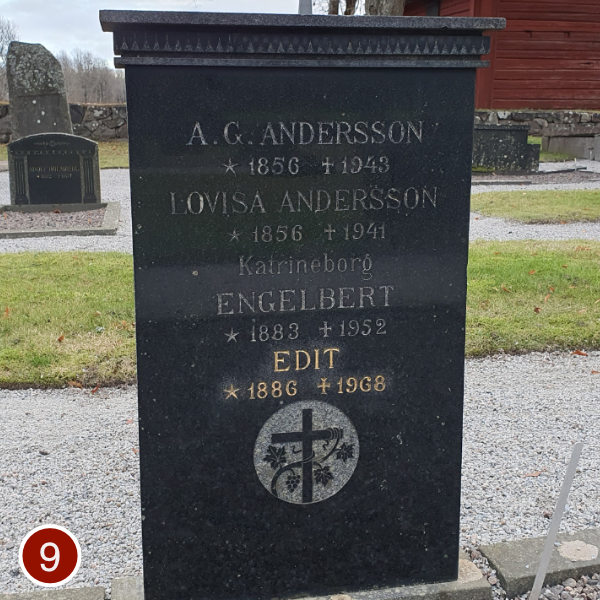 A.G. ANDERSSON
* 1856 ✝ 1943
LOVISA ANDERSSON
* 1856 ✝ 1941
Katrineborg
ENGELBERT
* 1883 ✝ 1952
EDIT
* 1886 ✝ 1968
9